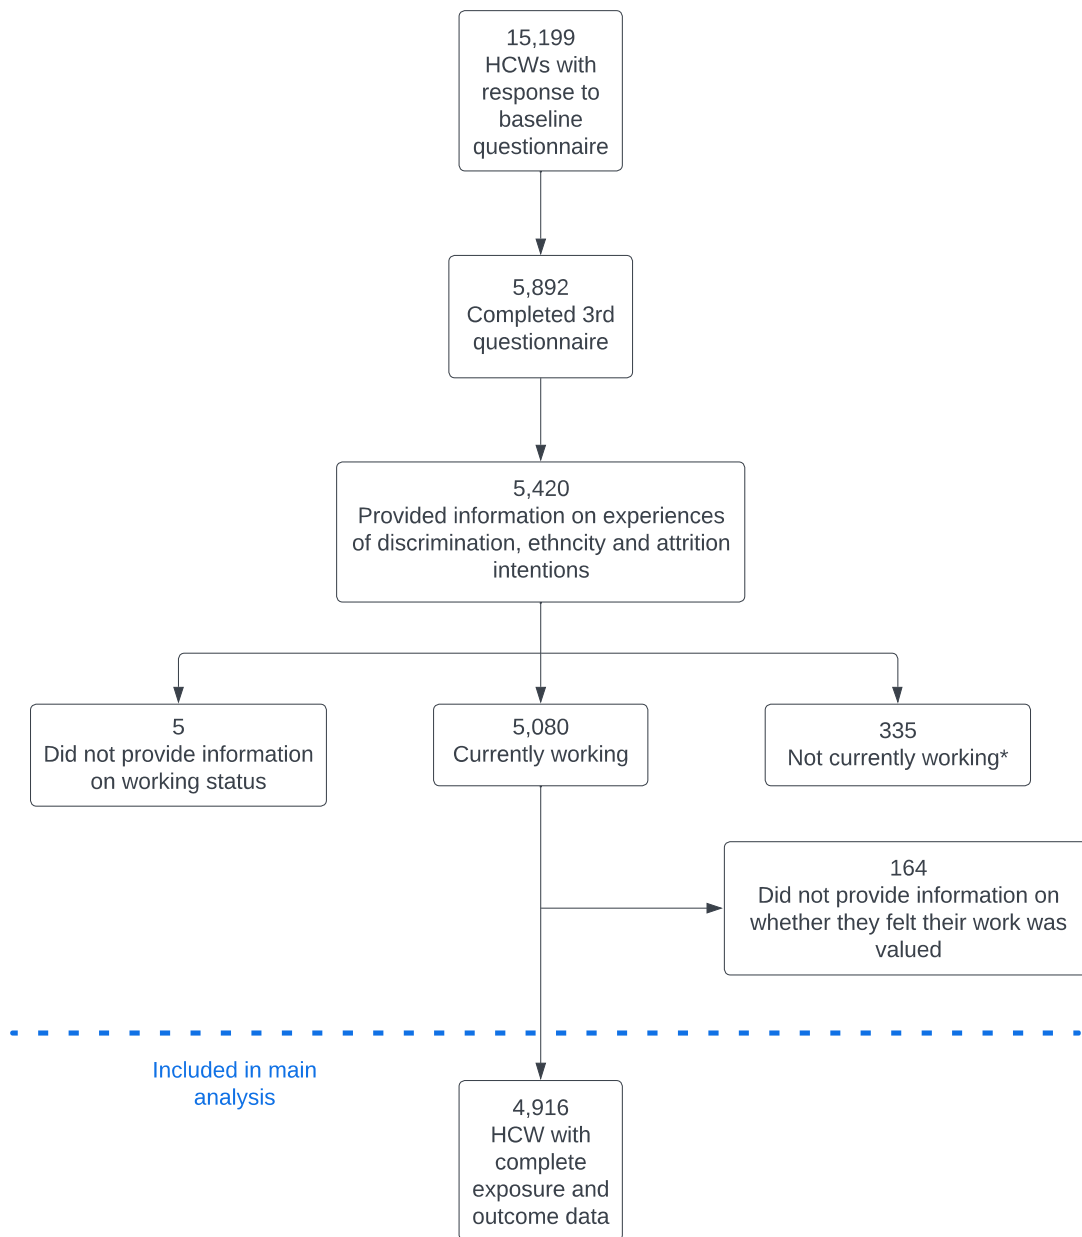 15,199
HCWs with
response to
baseline
questionnaire
5,892
Completed 3rd
questionnaire
5,420
Provided information on experiences
of discrimination, ethncity and attrition
intentions
5
Did not provide information
on working status
5,080
Currently working
335
Not currently working*
164
Did not provide information on
whether they felt their work was
valued
Included in main
analysis
4,916
HCW with
complete
exposure and
outcome data